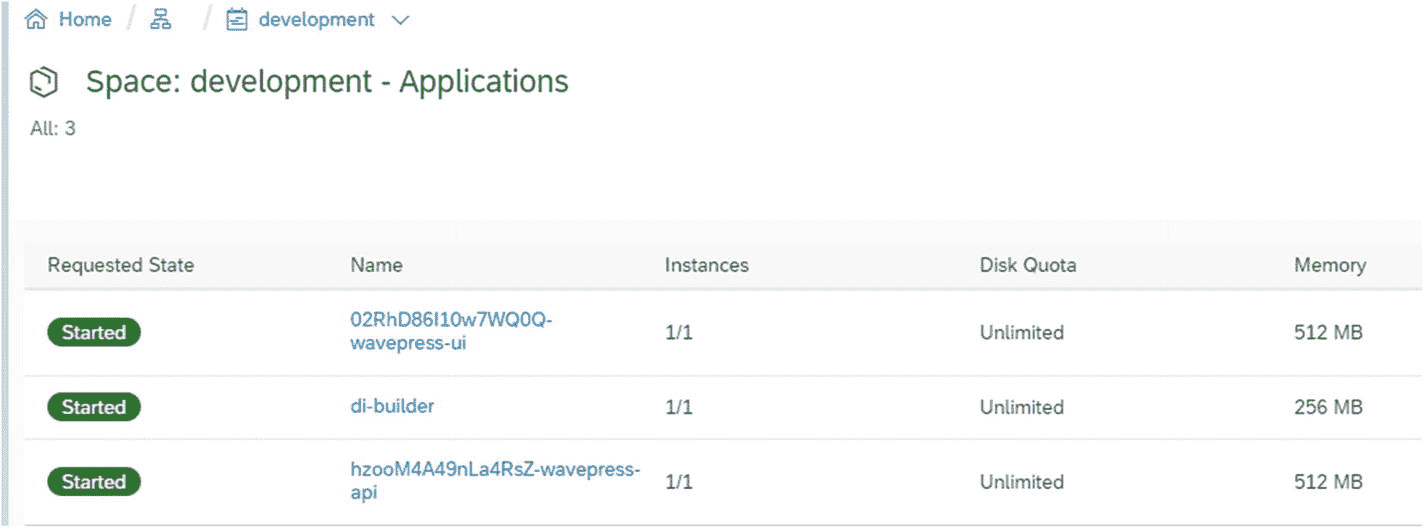 Home / / development
Space: development - Applications
All: 3
Requested State Name Instances Disk Quota Memory
Started 02RhD86I10w7WQ0Q-wavepress-ui 1/1 Unlimited 512 MB
Started di-builder 1/1 Unlimited 256 MB
Started hzooM4A49nLa4RsZ-wavepress-api 1/1 Unlimited 512 MB